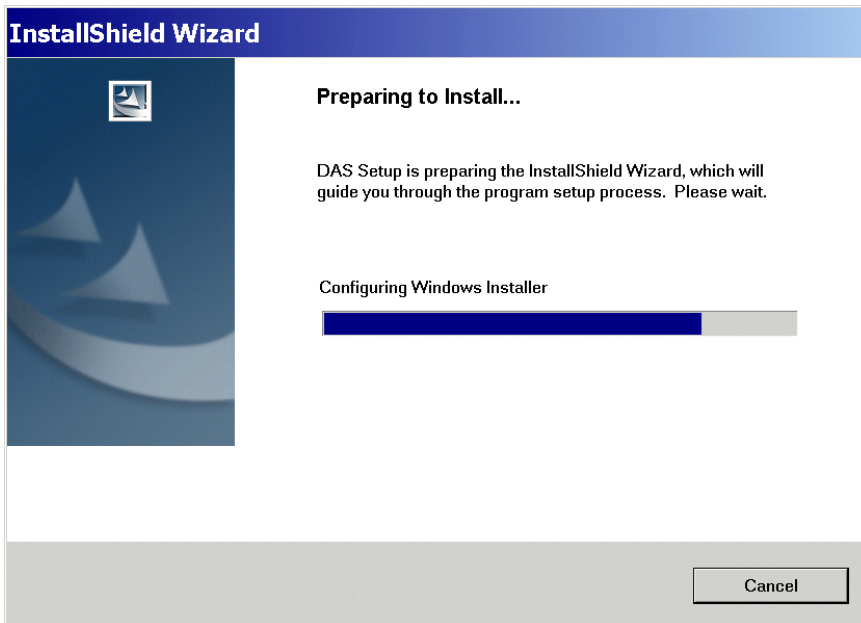 InstallShield Wizard
Preparing to Install...
DAS Setup is preparing the InstallShield Wizard, which will
guide you through the program setup process.  Please wait.
Configuring Windows Installer
Cancel